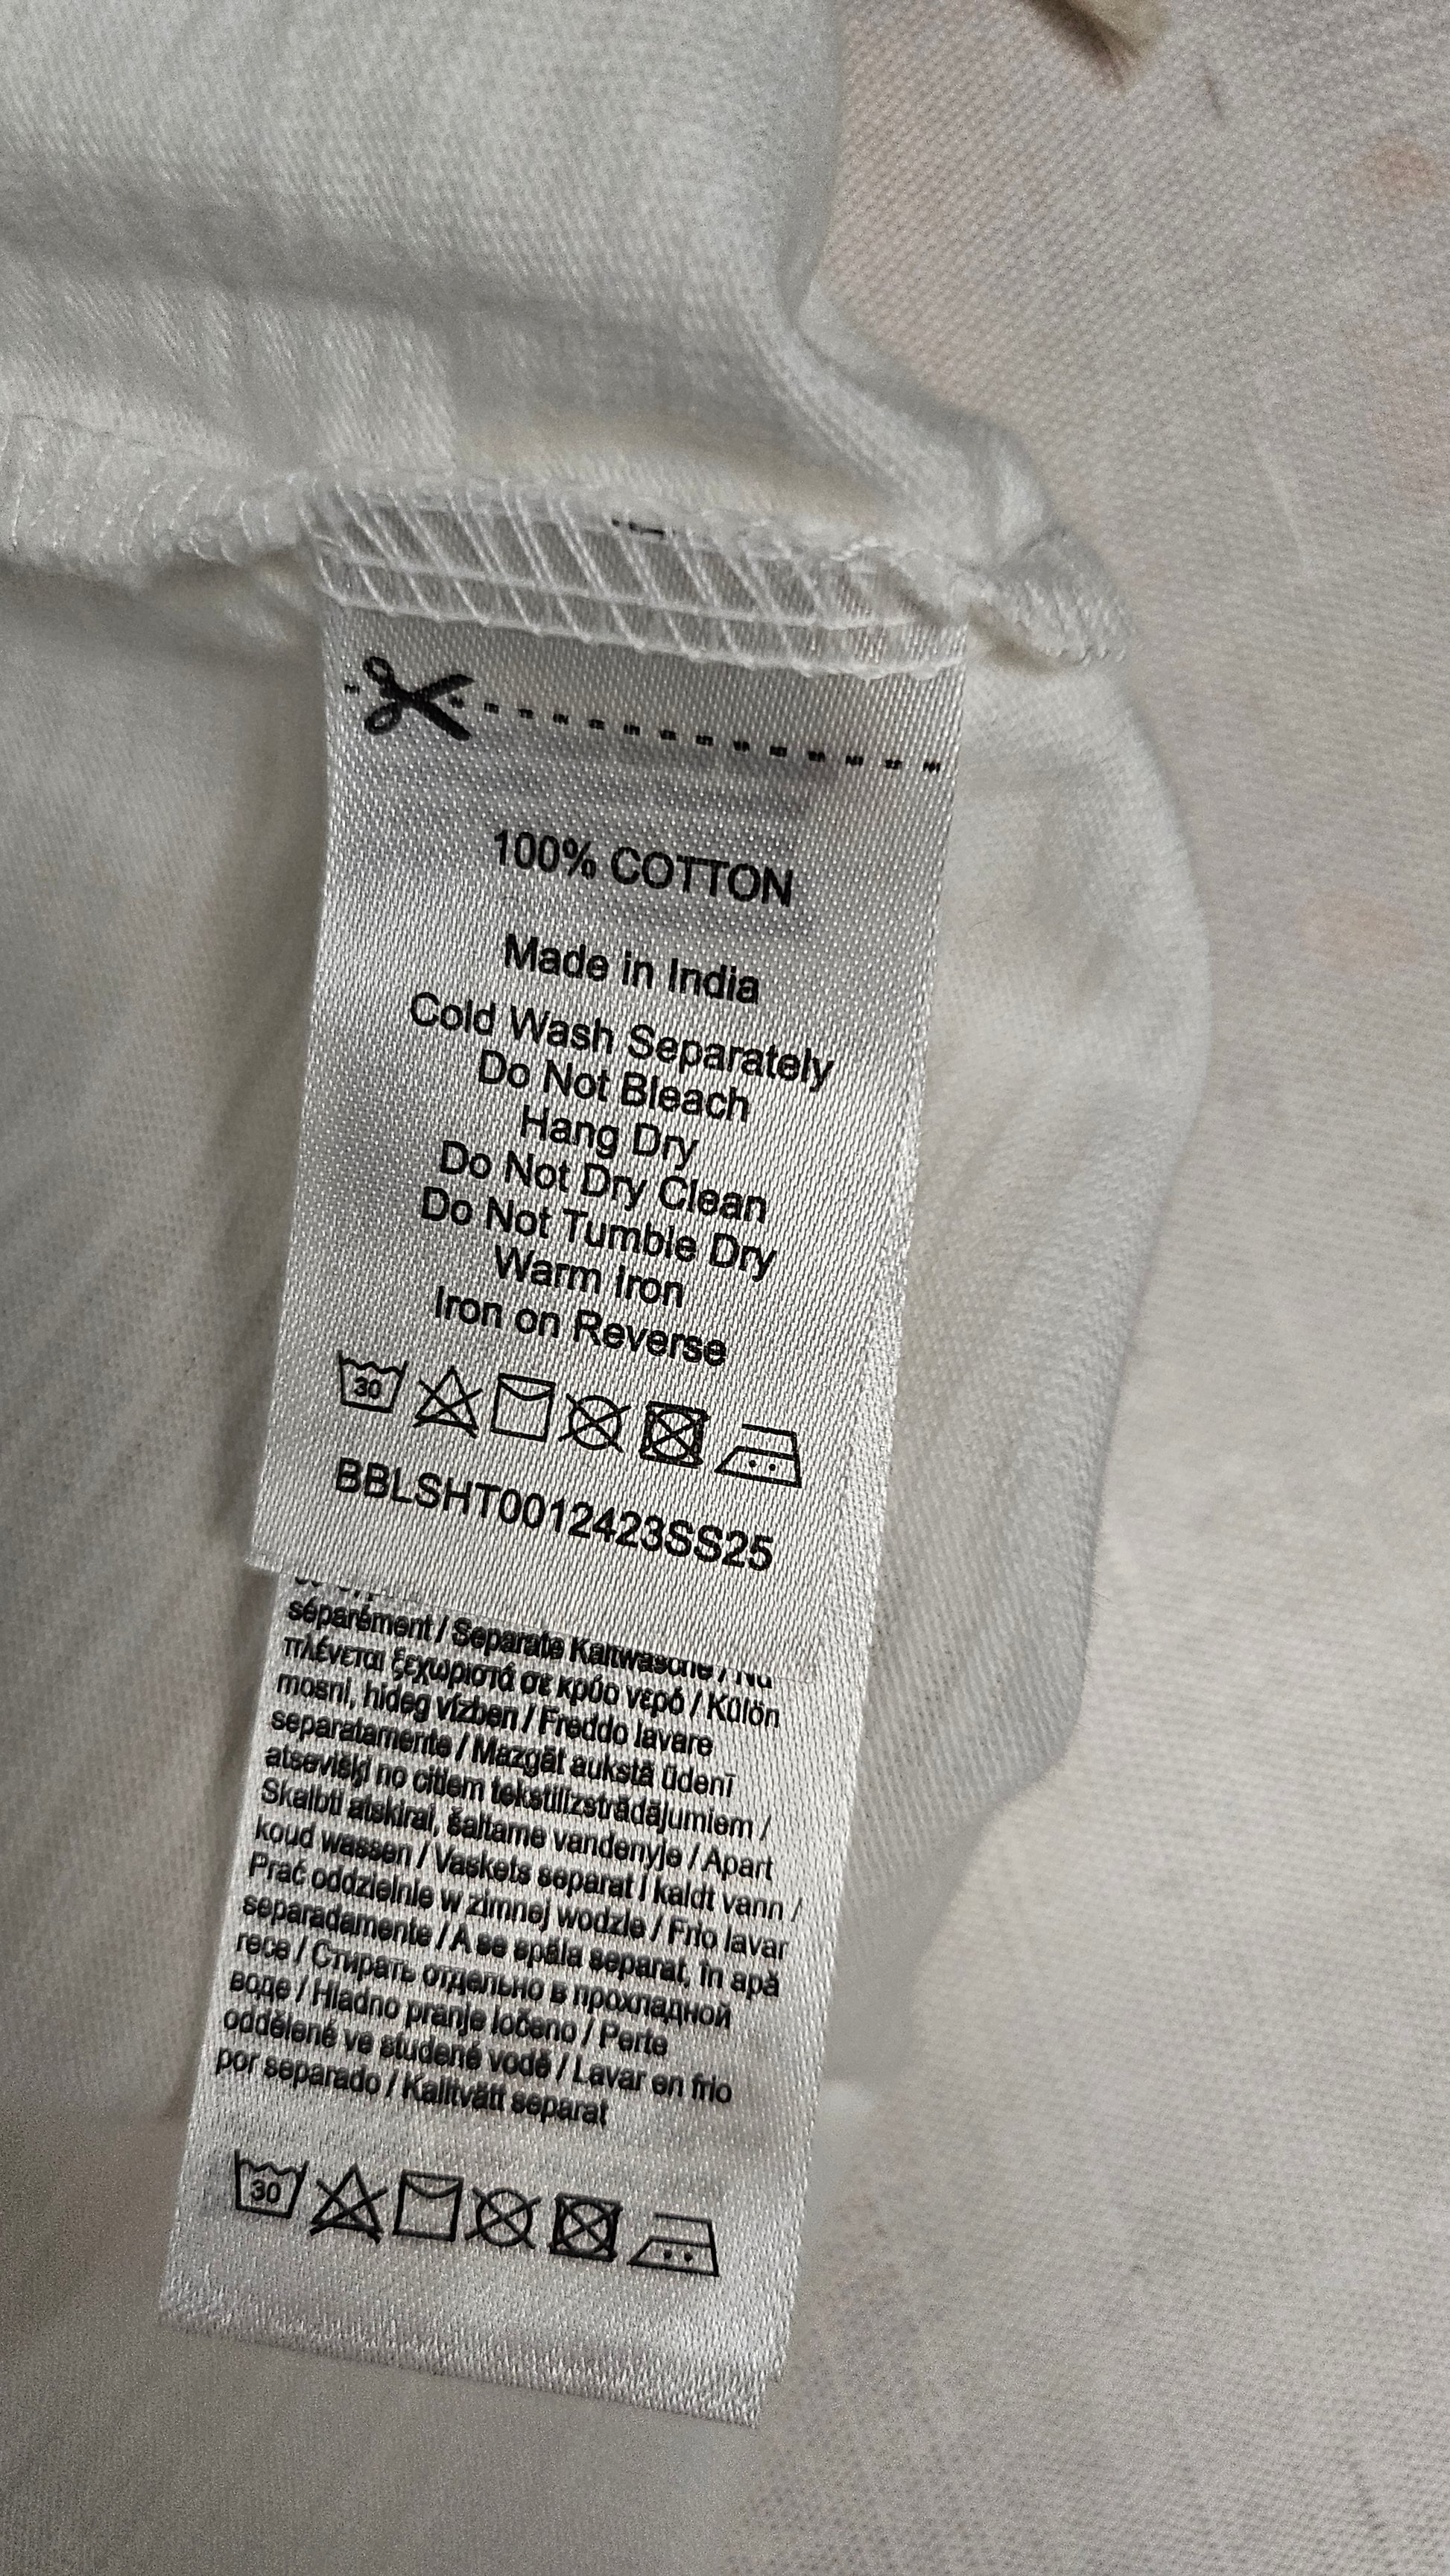 100% COTTON
Made in India
Cold Wash Separately
Do Not Bleach
Hang Dry
Do Not Dry Clean
Do Not Tumble Dry
Warm Iron
Iron on Reverse
30
BBLSHT0012423SS25
séparément / Separate Kaltwäsche / Να
πλένεται ξεχωριστά σε κρύο νερό / Külön
mosni, hideg vízben / Freddo lavare
separatamente / Mazgāt aukstā ūdenī
atsevišķi no citiem tekstilizstrādājumiem /
Skalbti atskirai, šaltame vandenyje / Apart
koud wassen / Vaskets separat i kaldt vann /
Prać oddzielnie w zimnej wodzie / Frio lavar
separadamente / A se spăla separat, în apă
rece / Стирать отдельно в прохладной
воде / Hladno pranje ločeno / Perte
oddělené ve studené vodě / Lavar en frio
por separado / Kalltvätt separat
30